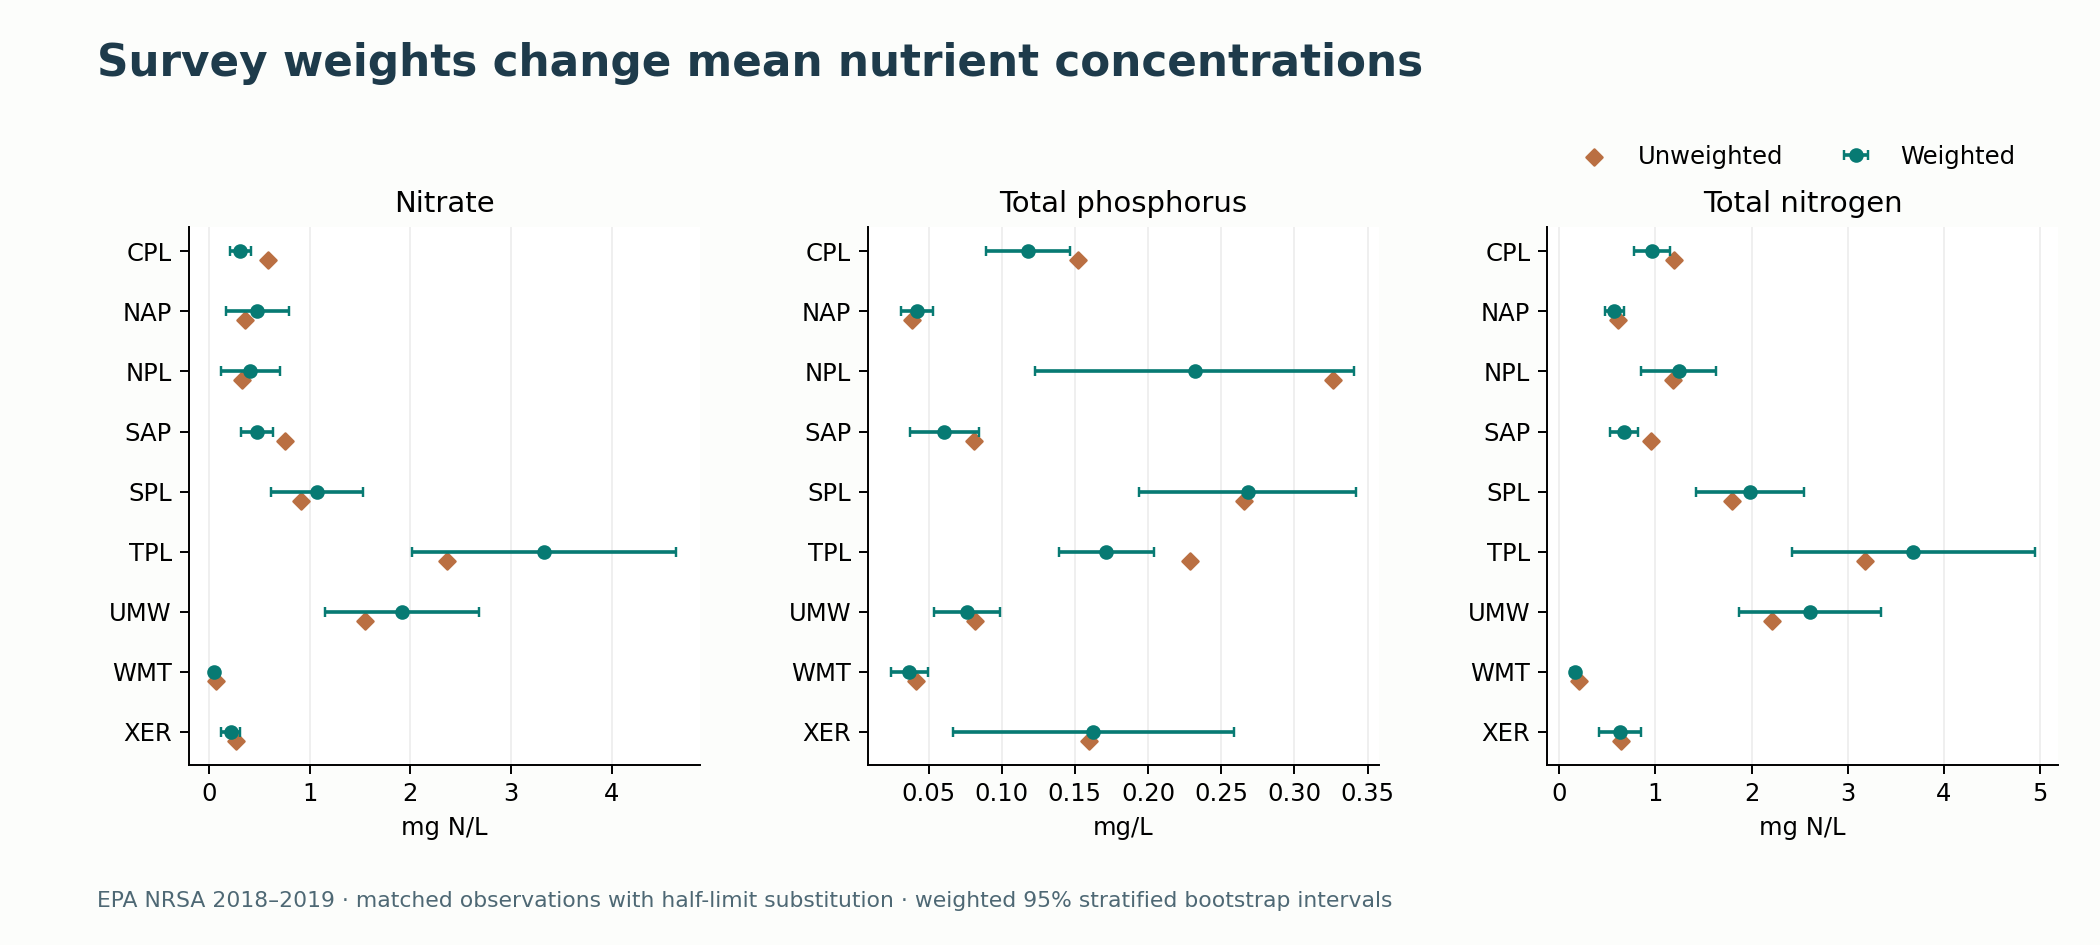 Survey weights change mean nutrient concentrations
Unweighted Weighted
Nitrate
CPL
NAP
NPL
SAP
SPL
TPL
UMW
WMT
XER
0 1 2 3 4
mg N/L
Total phosphorus
CPL
NAP
NPL
SAP
SPL
TPL
UMW
WMT
XER
0.05 0.10 0.15 0.20 0.25 0.30 0.35
mg/L
Total nitrogen
CPL
NAP
NPL
SAP
SPL
TPL
UMW
WMT
XER
0 1 2 3 4 5
mg N/L
EPA NRSA 2018–2019 · matched observations with half-limit substitution · weighted 95% stratified bootstrap intervals